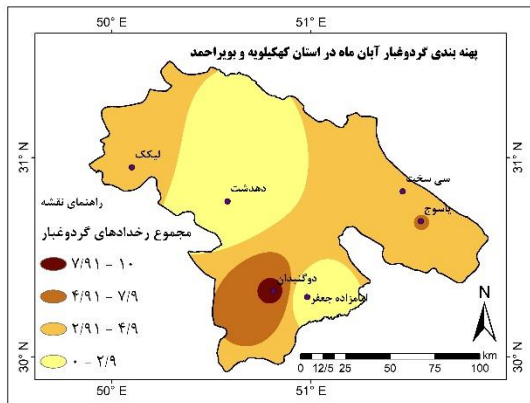 50° E 51° E
پهنه بندی گردوغبار آبان ماه در استان کهکیلویه و بویراحمد
31° N 31° N
لیکک
سی سخت
دهدشت
یاسوج
راهنمای نقشه
مجموع رخدادهای گردوغبار
۷/۹۱ - ۱۰
۴/۹۱ - ۷/۹
۲/۹۱ - ۴/۹
۰ - ۲/۹
دوگنبدان
امامزاده جعفر
N
km
0 12/5 25 50 75 100
30° N 30° N
50° E 51° E